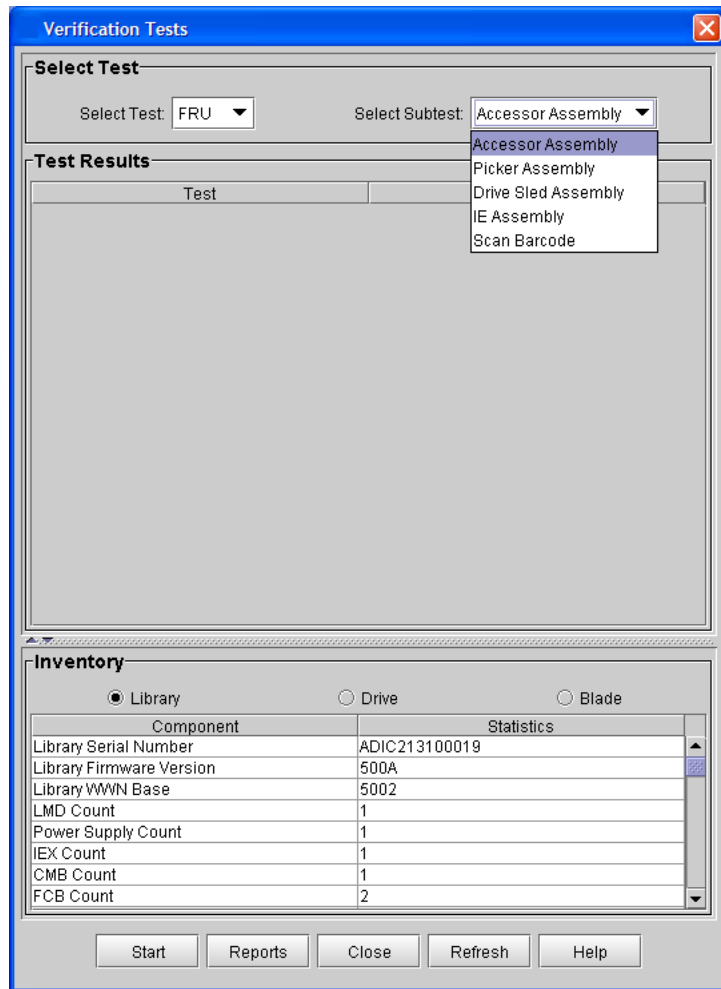 Verification Tests
Select Test
Select Test: FRU Select Subtest: Accessor Assembly
Accessor Assembly
Picker Assembly
Drive Sled Assembly
IE Assembly
Scan Barcode
Test Results
Test
Inventory
Library Drive Blade
Component Statistics
Library Serial Number ADIC213100019
Library Firmware Version 500A
Library WWN Base 5002
LMD Count 1
Power Supply Count 1
IEX Count 1
CMB Count 1
FCB Count 2
Start Reports Close Refresh Help